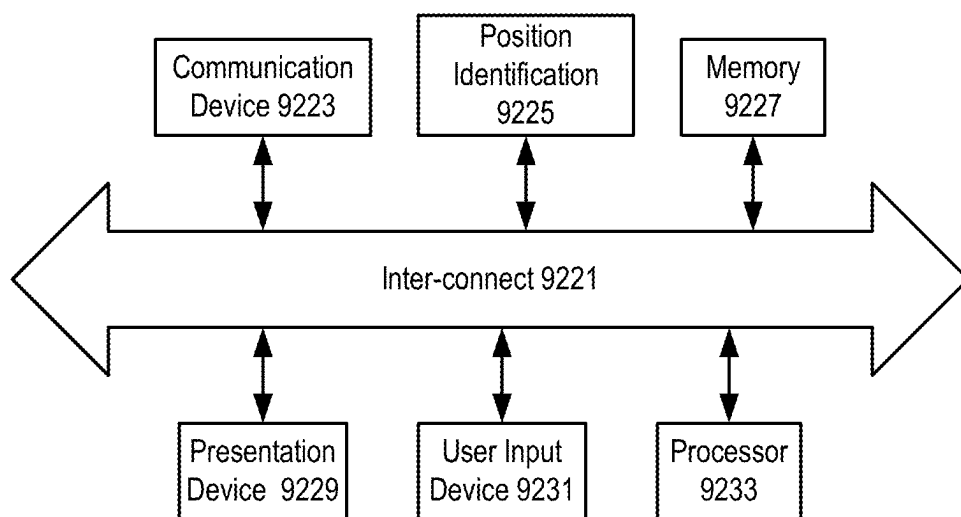 Communication
Device 9223
Position
Identification
9225
Memory
9227
Inter-connect 9221
Presentation
Device 9229
User Input
Device 9231
Processor
9233